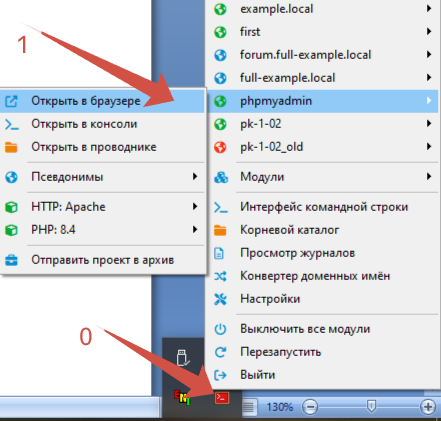 1
example.local
first
forum.full-example.local
full-example.local
phpmyadmin
pk-1-02
pk-1-02_old
Модули
Интерфейс командной строки
Корневой каталог
Просмотр журналов
Конвертер доменных имён
Настройки
Выключить все модули
Перезапустить
Выйти
Открыть в браузере
Открыть в консоли
Открыть в проводнике
Псевдонимы
HTTP: Apache
PHP: 8.4
Отправить проект в архив
0
130%